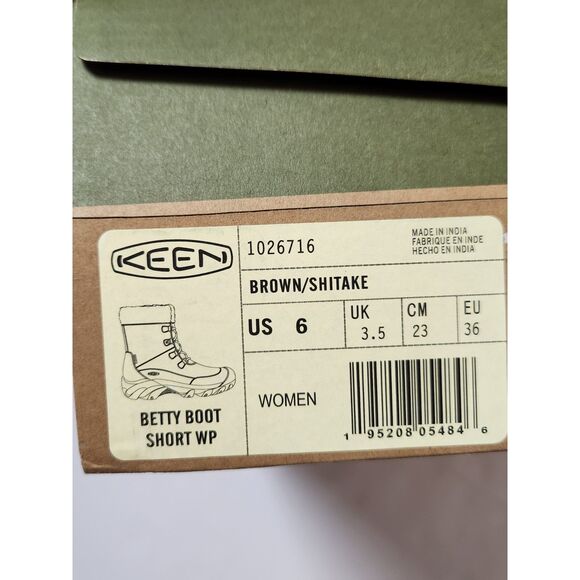 KEEN
1026716
MADE IN INDIA
FABRIQUE EN INDE
HECHO EN INDIA
BROWN/SHITAKE
US 6
UK 3.5
CM 23
EU 36
BETTY BOOT
SHORT WP
WOMEN
1 95208 05484 6